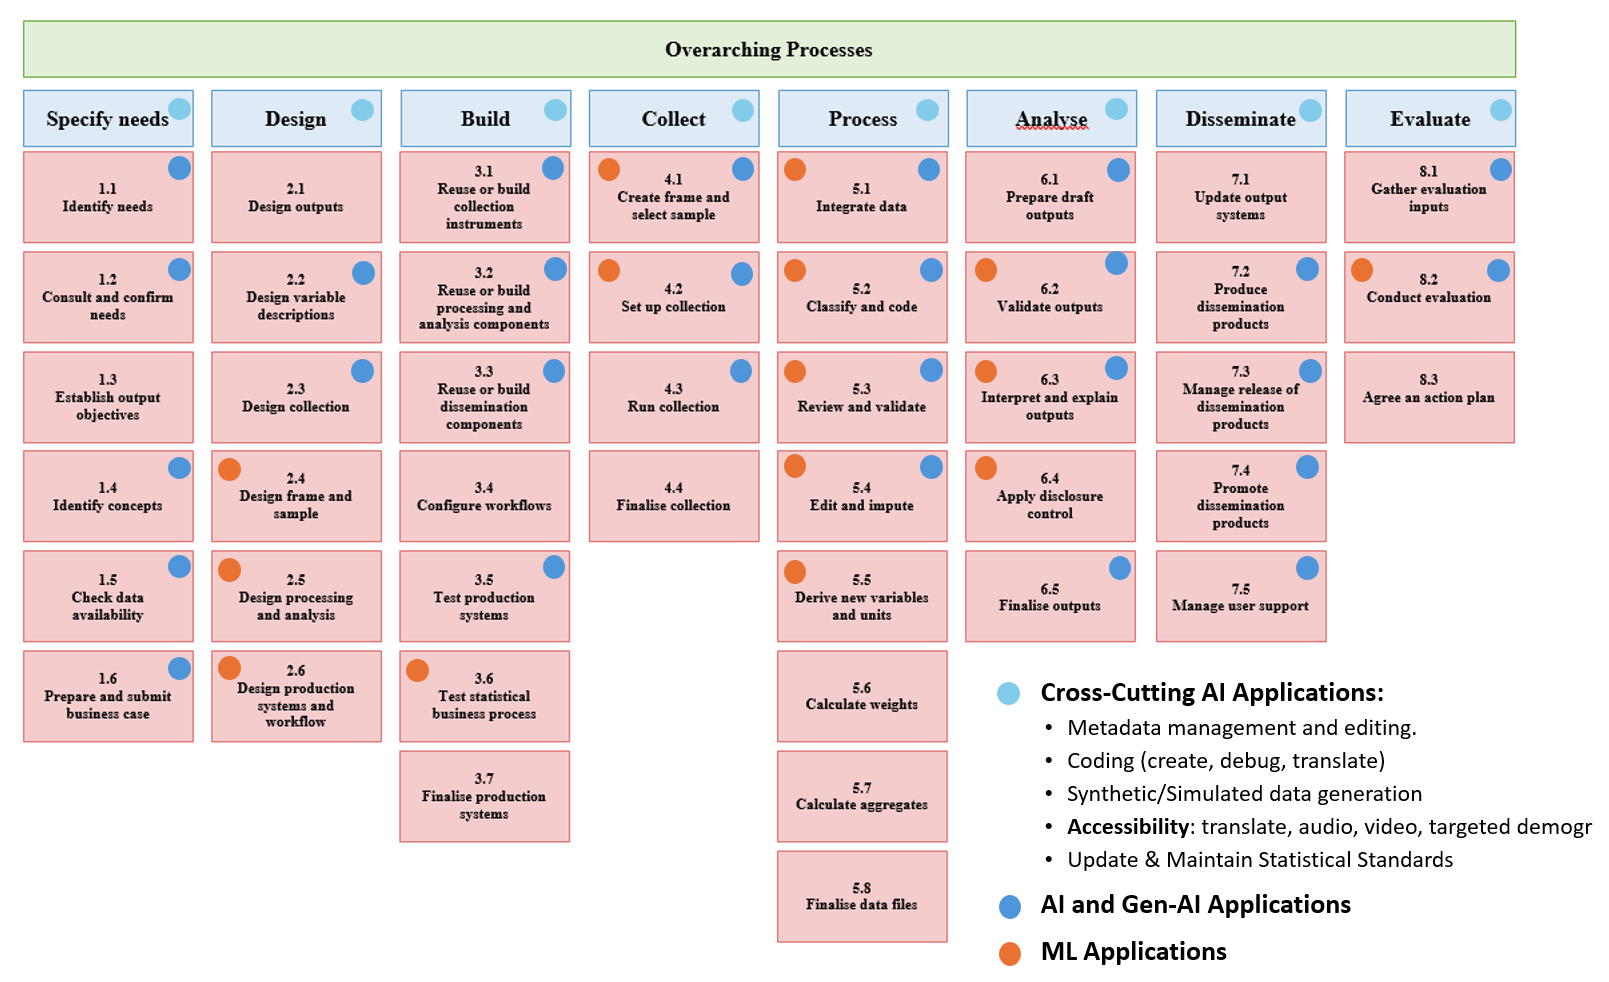 Overarching Processes
Specify needs
Design
Build
Collect
Process
Analyse
Disseminate
Evaluate
1.1
Identify needs
1.2
Consult and confirm
needs
1.3
Establish output
objectives
1.4
Identify concepts
1.5
Check data
availability
1.6
Prepare and submit
business case
2.1
Design outputs
2.2
Design variable
descriptions
2.3
Design collection
2.4
Design frame and
sample
2.5
Design processing
and analysis
2.6
Design production
systems and
workflow
3.1
Reuse or build
collection
instruments
3.2
Reuse or build
processing and
analysis components
3.3
Reuse or build
dissemination
components
3.4
Configure workflows
3.5
Test production
systems
3.6
Test statistical
business process
3.7
Finalise production
systems
4.1
Create frame and
select sample
4.2
Set up collection
4.3
Run collection
4.4
Finalise collection
5.1
Integrate data
5.2
Classify and code
5.3
Review and validate
5.4
Edit and impute
5.5
Derive new variables
and units
5.6
Calculate weights
5.7
Calculate aggregates
5.8
Finalise data files
6.1
Prepare draft
outputs
6.2
Validate outputs
6.3
Interpret and explain
outputs
6.4
Apply disclosure
control
6.5
Finalise outputs
7.1
Update output
systems
7.2
Produce
dissemination
products
7.3
Manage release of
dissemination
products
7.4
Promote
dissemination
products
7.5
Manage user support
8.1
Gather evaluation
inputs
8.2
Conduct evaluation
8.3
Agree an action plan
Cross-Cutting AI Applications:
• Metadata management and editing.
• Coding (create, debug, translate)
• Synthetic/Simulated data generation
• Accessibility: translate, audio, video, targeted demogr
• Update & Maintain Statistical Standards
AI and Gen-AI Applications
ML Applications